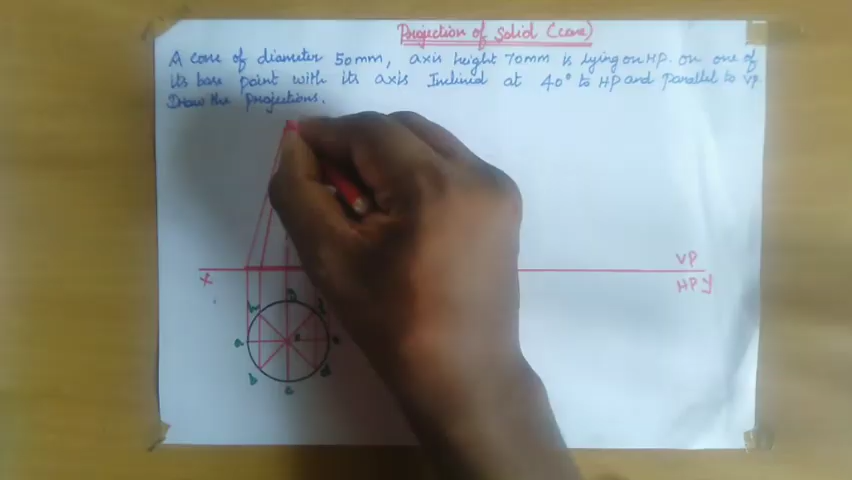 Projection of Solid (cone)
A cone of diameter 50mm, axis height 70mm is lying on HP. on one of
its base point with its axis Inclined at 40° to HP and parallel to VP.
Draw the projections.
VP
X
HP Y
a
b
c
d